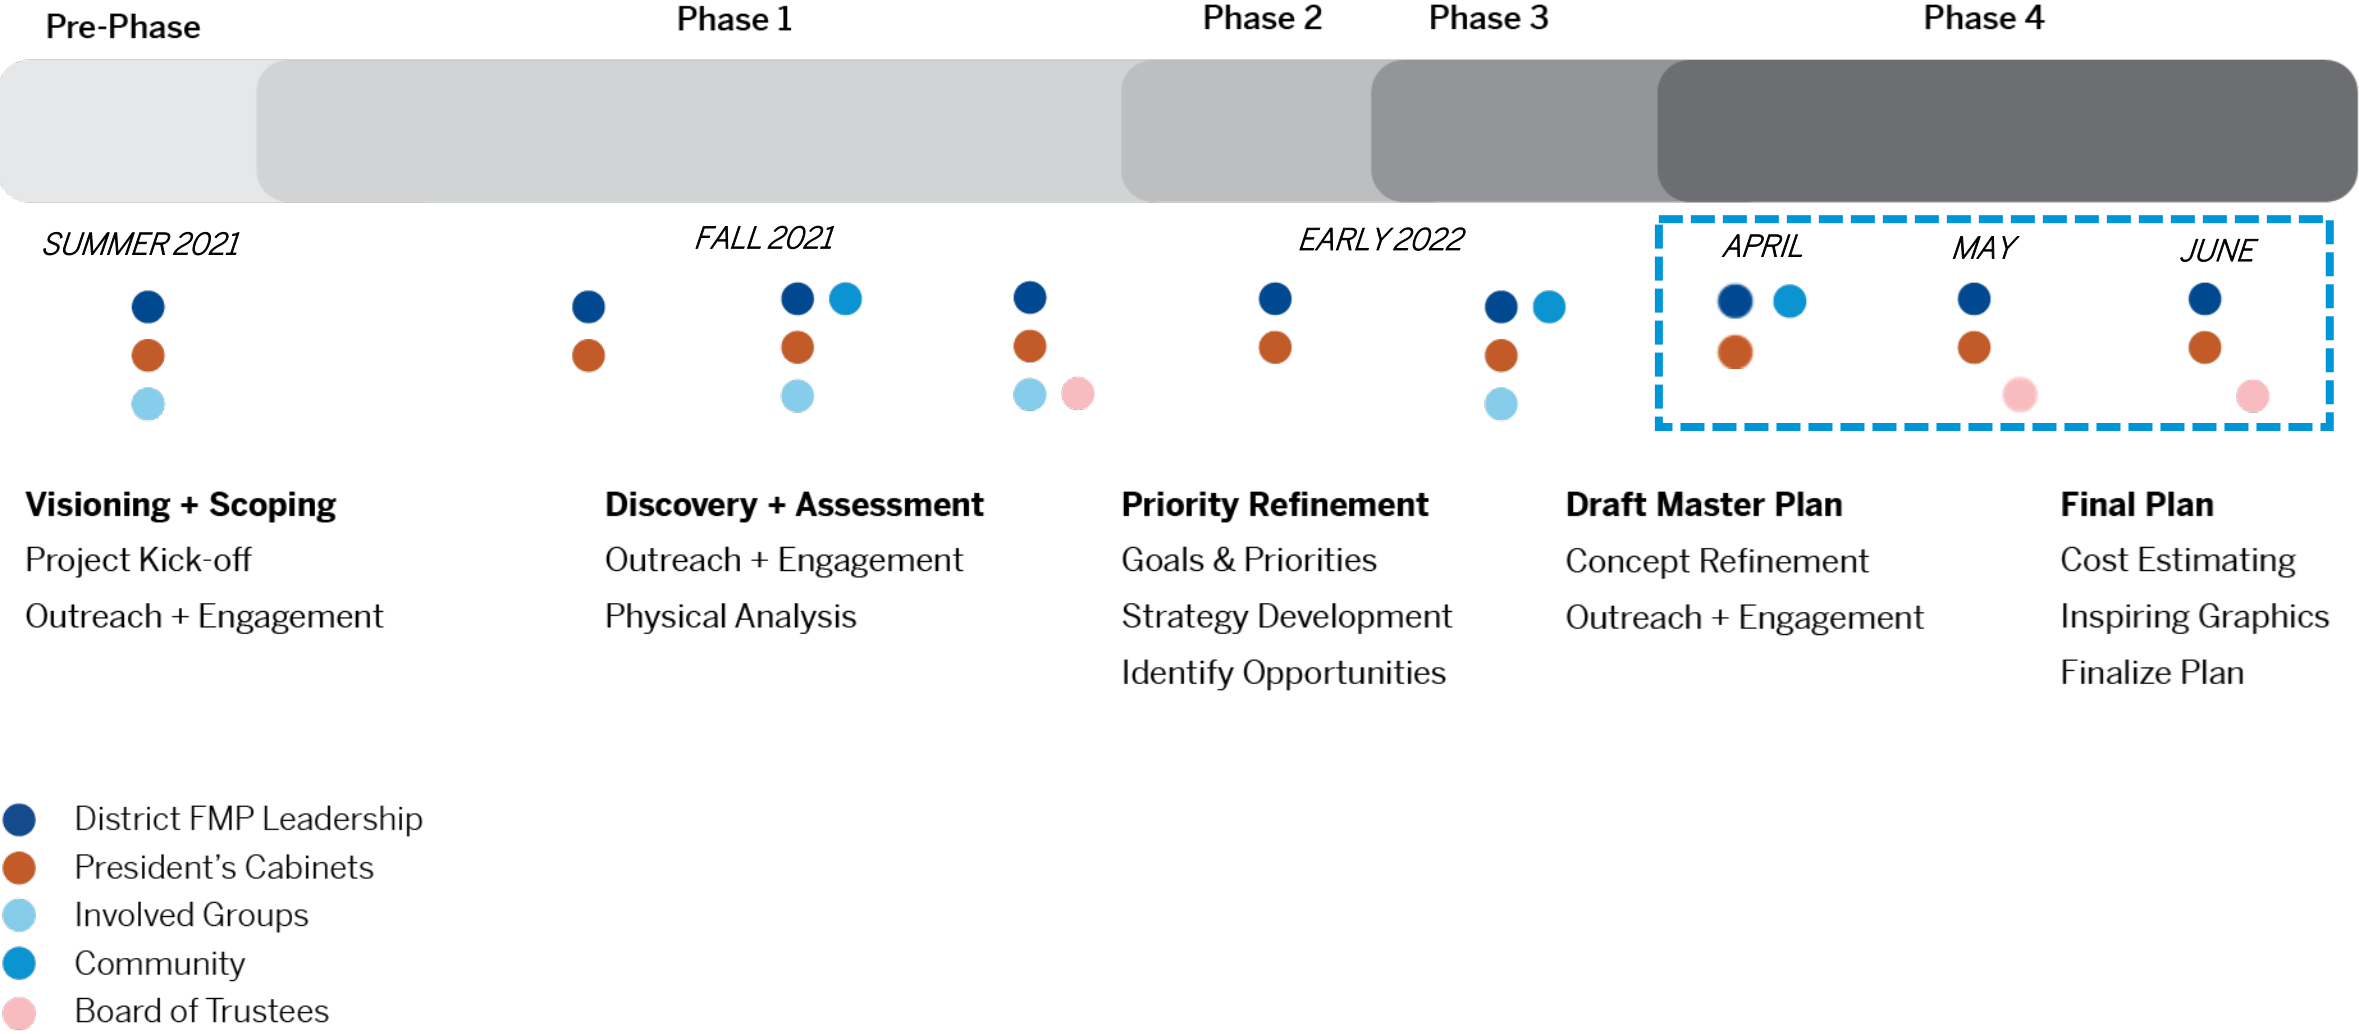 Pre-Phase
Phase 1
Phase 2
Phase 3
Phase 4
SUMMER 2021
FALL 2021
EARLY 2022
APRIL
MAY
JUNE
Visioning + Scoping
Project Kick-off
Outreach + Engagement
Discovery + Assessment
Outreach + Engagement
Physical Analysis
Priority Refinement
Goals & Priorities
Strategy Development
Identify Opportunities
Draft Master Plan
Concept Refinement
Outreach + Engagement
Final Plan
Cost Estimating
Inspiring Graphics
Finalize Plan
District FMP Leadership
President’s Cabinets
Involved Groups
Community
Board of Trustees